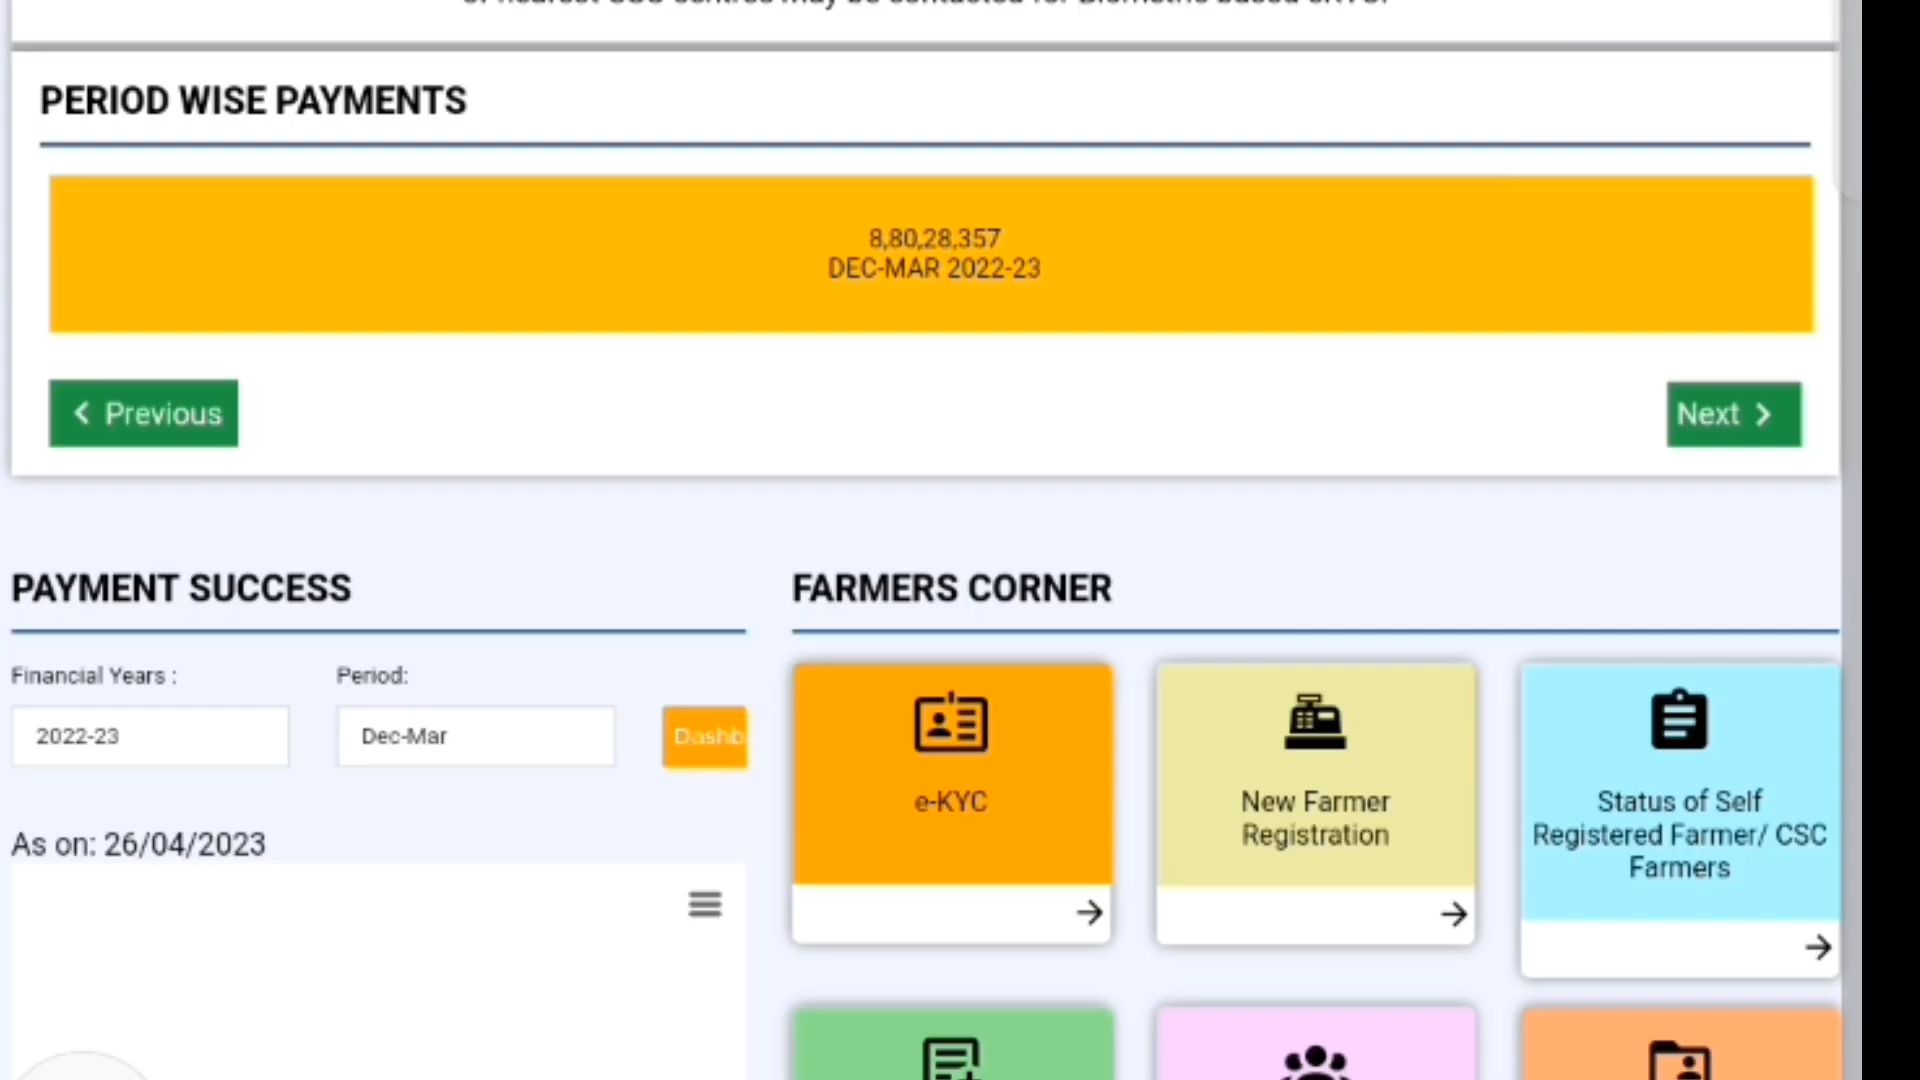 PERIOD WISE PAYMENTS
8,80,28,357
DEC-MAR 2022-23
Previous
Next
PAYMENT SUCCESS
Financial Years :
Period:
2022-23
Dec-Mar
Dashb
As on: 26/04/2023
FARMERS CORNER
e-KYC
New Farmer
Registration
Status of Self
Registered Farmer/ CSC
Farmers